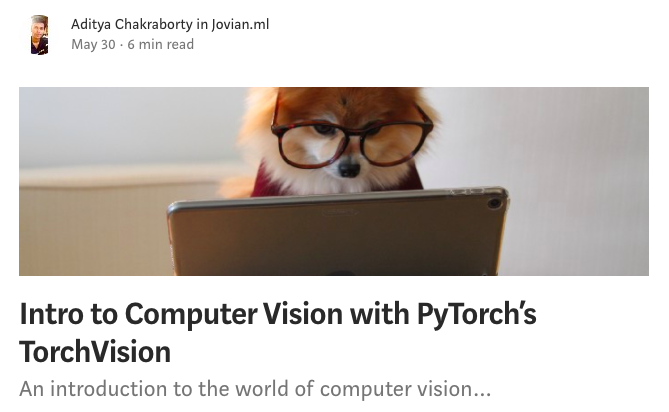 Aditya Chakraborty in Jovian.ml
May 30 · 6 min read
Intro to Computer Vision with PyTorch's
TorchVision
An introduction to the world of computer vision...